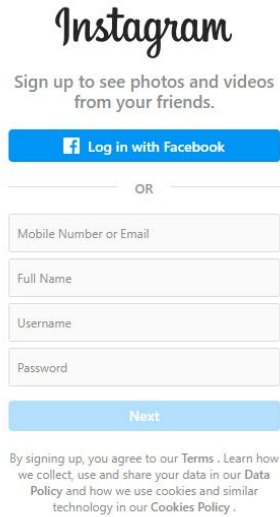 Instagram
Sign up to see photos and videos
from your friends.
Log in with Facebook
OR
Mobile Number or Email
Full Name
Username
Password
Next
By signing up, you agree to our Terms . Learn how
we collect, use and share your data in our Data
Policy and how we use cookies and similar
technology in our Cookies Policy .